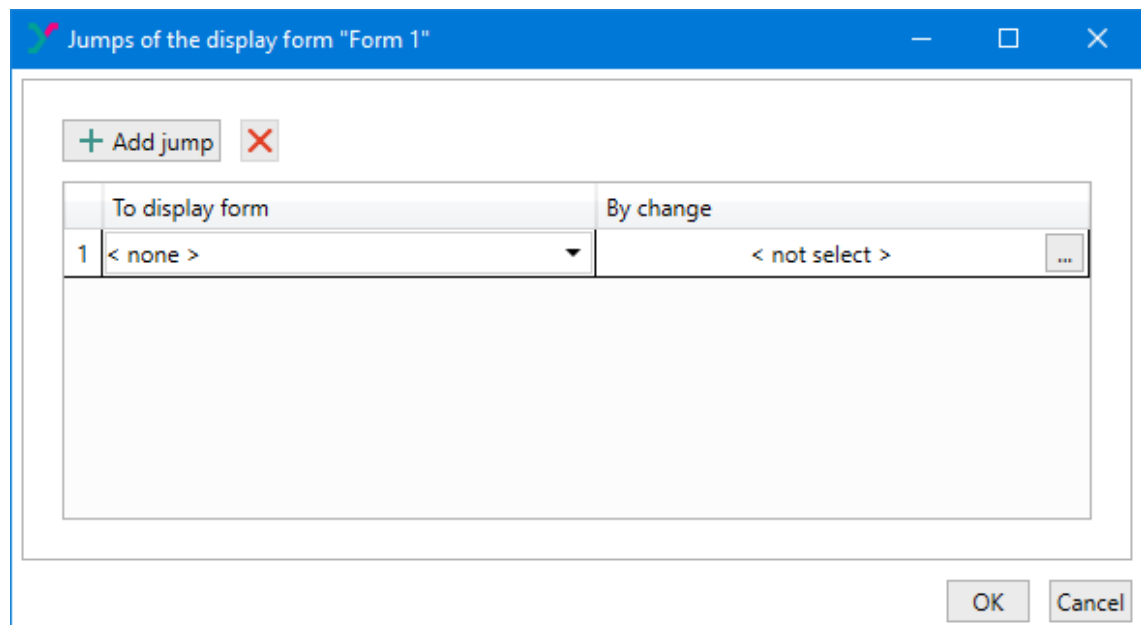 Jumps of the display form "Form 1"
Add jump
To display form By change
1 < none > < not select > ...
OK Cancel